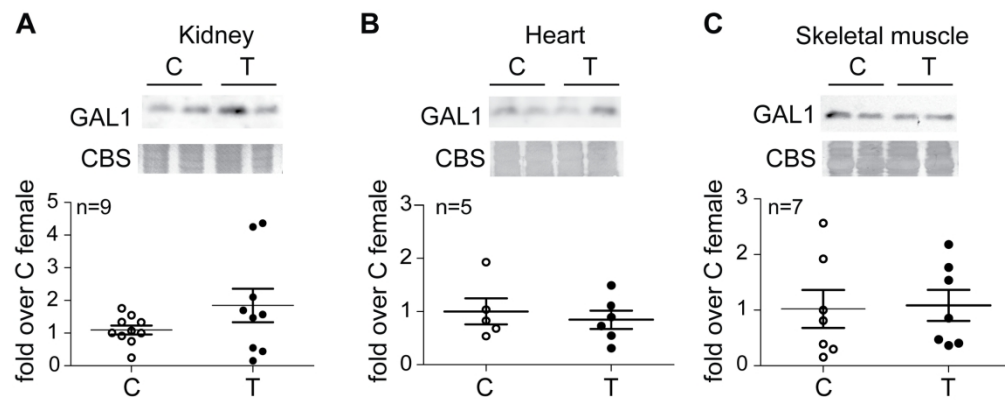 A
Kidney
C T
GAL1
CBS
n=9
fold over C female
5
4
3
2
1
0
C T
B
Heart
C T
GAL1
CBS
n=5
fold over C female
3
2
1
0
C T
C
Skeletal muscle
C T
GAL1
CBS
n=7
fold over C female
3
2
1
0
C T